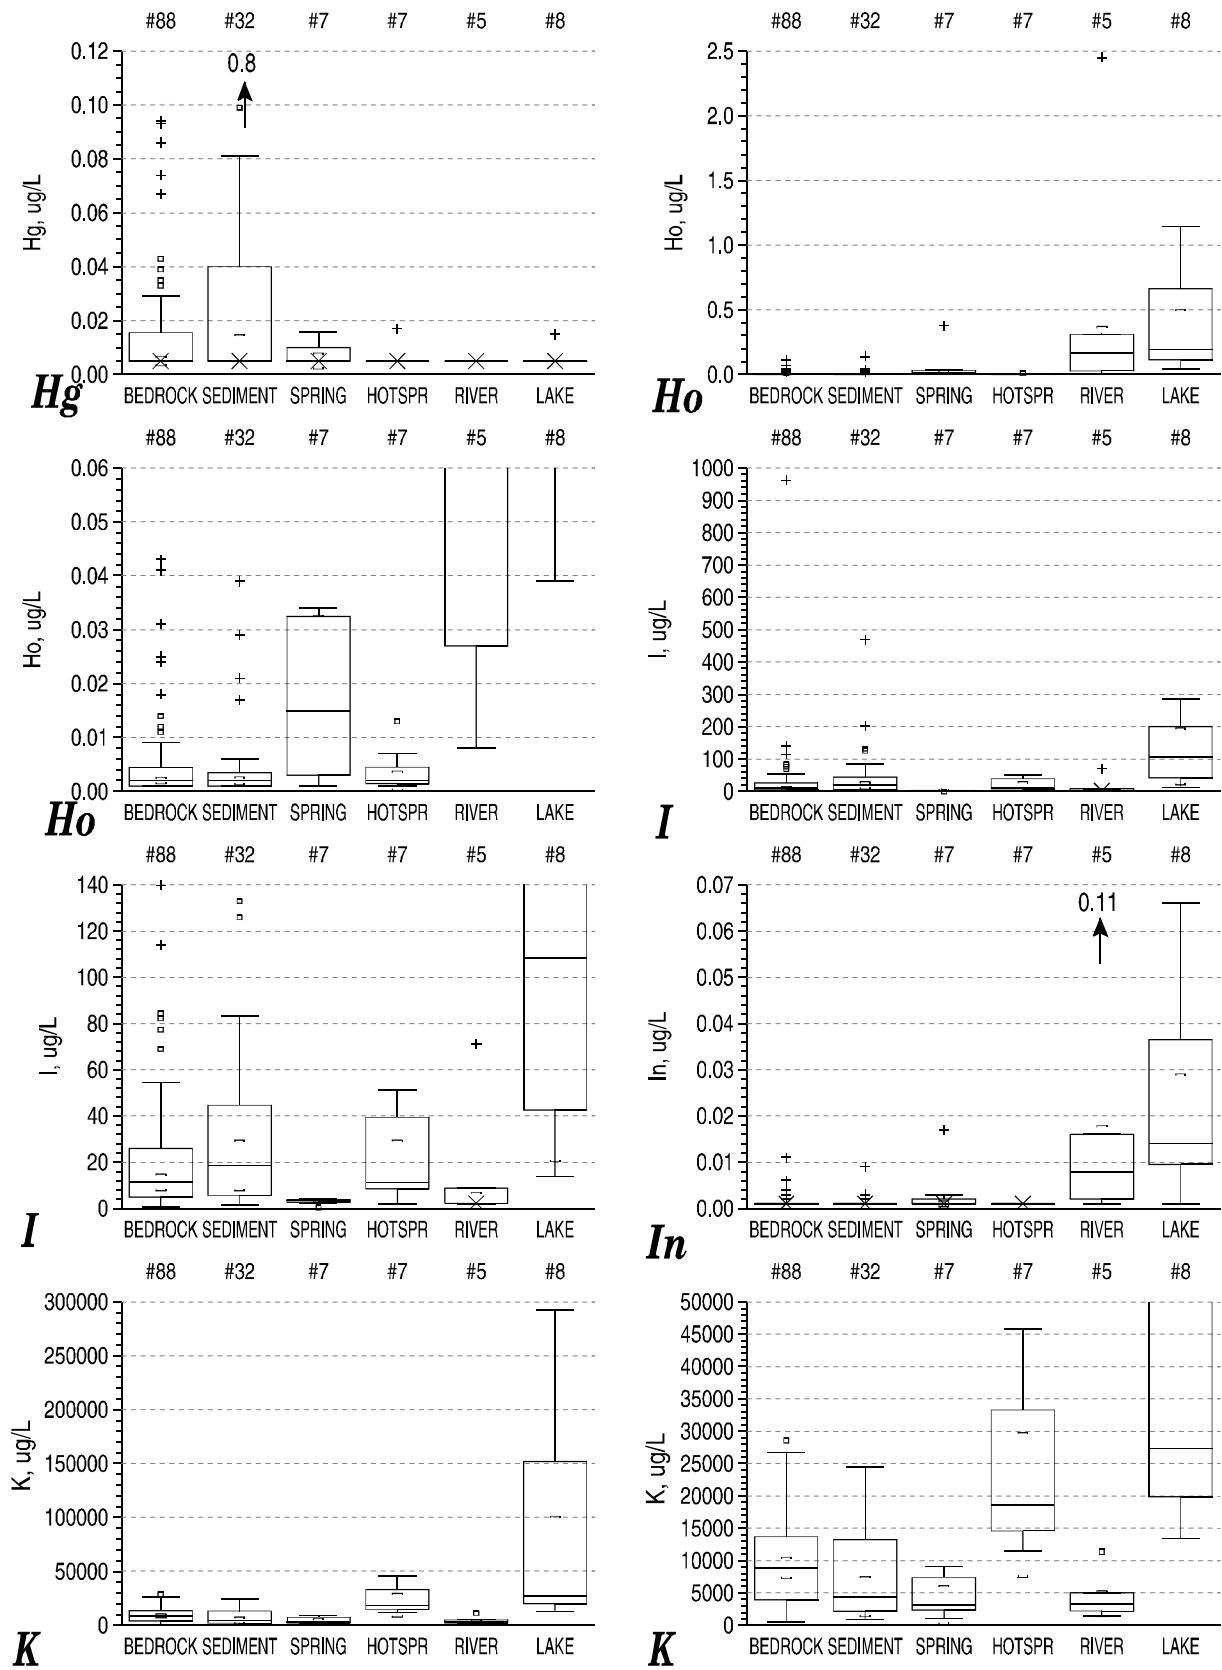 #88 #32 #7 #7 #5 #8
0.12
0.10
0.08
0.06
0.04
0.02
0.00
0.8
Hg, ug/L
BEDROCK SEDIMENT SPRING HOTSPR RIVER LAKE
Hg
#88 #32 #7 #7 #5 #8
2.5
2.0
1.5
1.0
0.5
0.0
Ho, ug/L
BEDROCK SEDIMENT SPRING HOTSPR RIVER LAKE
Ho
#88 #32 #7 #7 #5 #8
0.06
0.05
0.04
0.03
0.02
0.01
0.00
Ho, ug/L
BEDROCK SEDIMENT SPRING HOTSPR RIVER LAKE
Ho
#88 #32 #7 #7 #5 #8
1000
900
800
700
600
500
400
300
200
100
0
I, ug/L
BEDROCK SEDIMENT SPRING HOTSPR RIVER LAKE
I
#88 #32 #7 #7 #5 #8
140
120
100
80
60
40
20
0
I, ug/L
BEDROCK SEDIMENT SPRING HOTSPR RIVER LAKE
I
#88 #32 #7 #7 #5 #8
0.07
0.06
0.05
0.04
0.03
0.02
0.01
0.00
0.11
In, ug/L
BEDROCK SEDIMENT SPRING HOTSPR RIVER LAKE
In
#88 #32 #7 #7 #5 #8
300000
250000
200000
150000
100000
50000
0
K, ug/L
BEDROCK SEDIMENT SPRING HOTSPR RIVER LAKE
K
#88 #32 #7 #7 #5 #8
50000
45000
40000
35000
30000
25000
20000
15000
10000
5000
0
K, ug/L
BEDROCK SEDIMENT SPRING HOTSPR RIVER LAKE
K